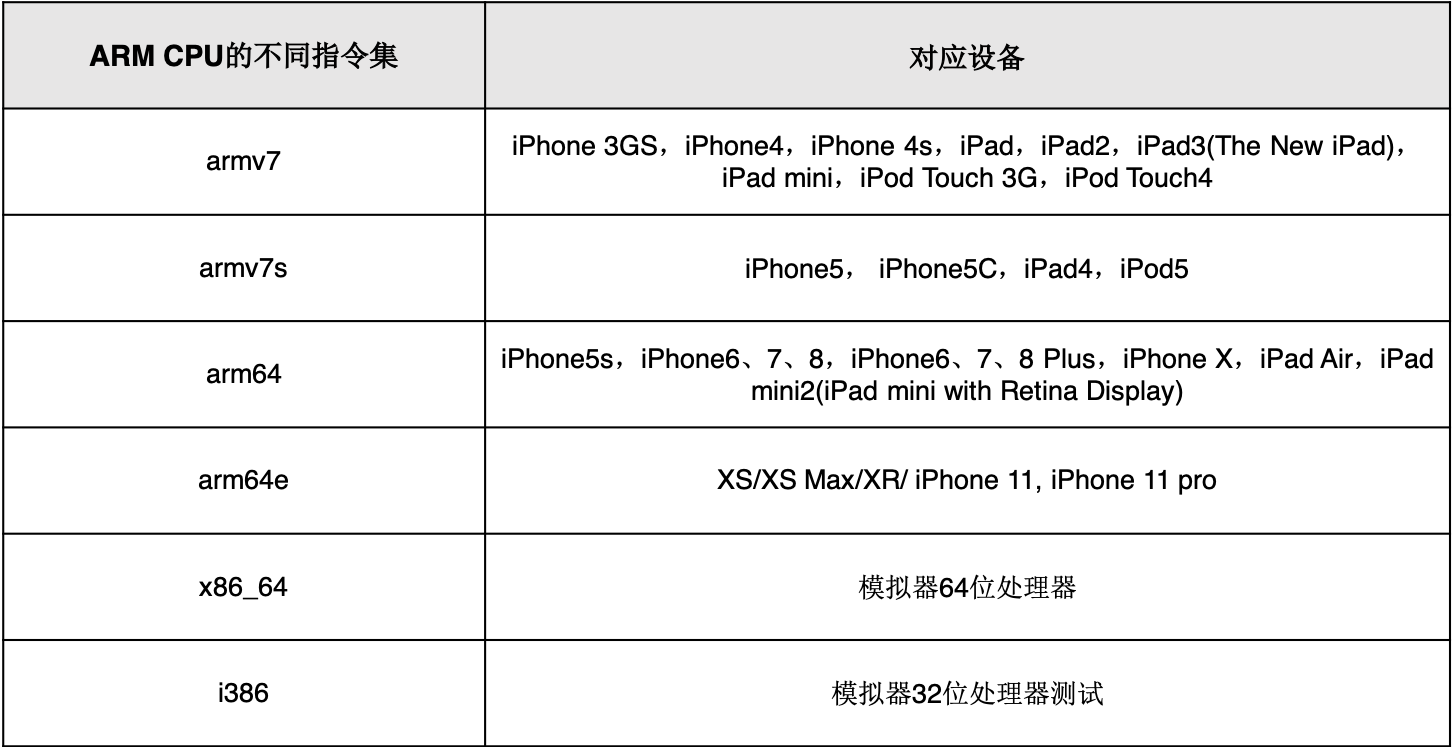 ARM CPU的不同指令集
对应设备
armv7
iPhone 3GS，iPhone4，iPhone 4s，iPad，iPad2，iPad3(The New iPad)，
iPad mini，iPod Touch 3G，iPod Touch4
armv7s
iPhone5， iPhone5C，iPad4，iPod5
arm64
iPhone5s，iPhone6、7、8，iPhone6、7、8 Plus，iPhone X，iPad Air，iPad
mini2(iPad mini with Retina Display)
arm64e
XS/XS Max/XR/ iPhone 11, iPhone 11 pro
x86_64
模拟器64位处理器
i386
模拟器32位处理器测试